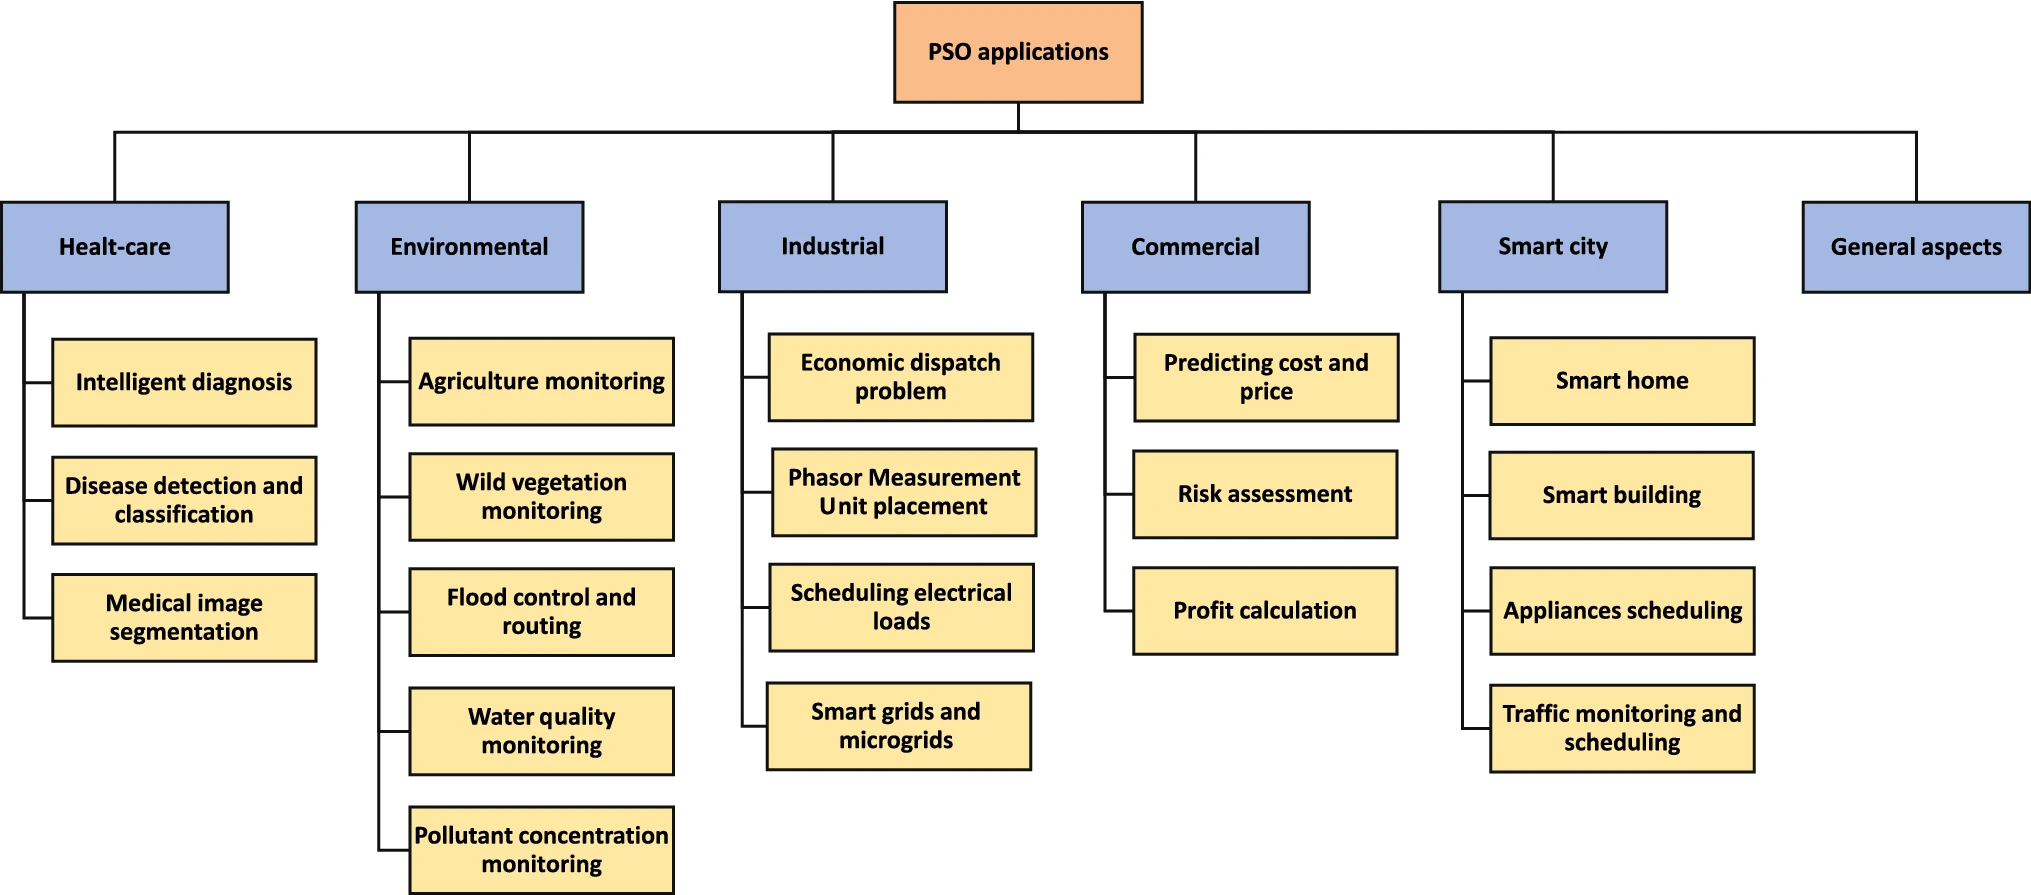 PSO applications
Healt-care
Environmental
Industrial
Commercial
Smart city
General aspects
Intelligent diagnosis
Disease detection and
classification
Medical image
segmentation
Agriculture monitoring
Wild vegetation
monitoring
Flood control and
routing
Water quality
monitoring
Pollutant concentration
monitoring
Economic dispatch
problem
Phasor Measurement
Unit placement
Scheduling electrical
loads
Smart grids and
microgrids
Predicting cost and
price
Risk assessment
Profit calculation
Smart home
Smart building
Appliances scheduling
Traffic monitoring and
scheduling